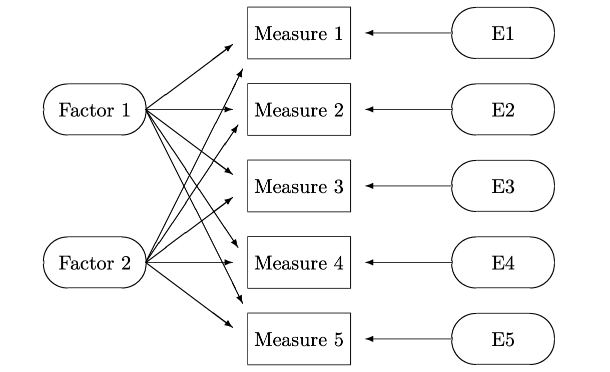 Measure 1
E1
Factor 1
Measure 2
E2
Measure 3
E3
Factor 2
Measure 4
E4
Measure 5
E5